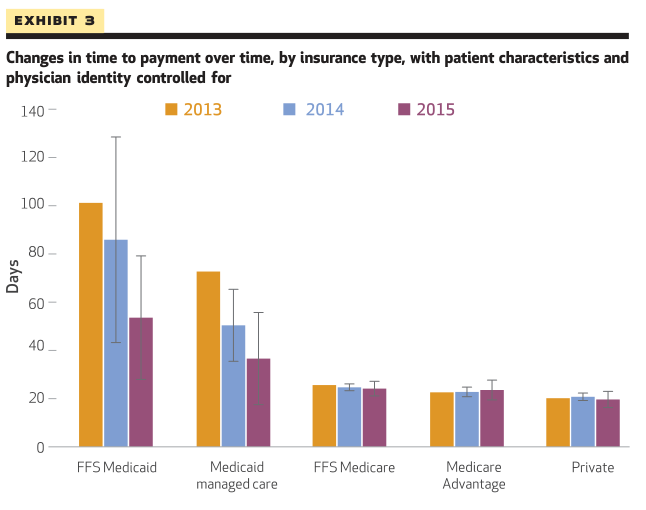 EXHIBIT 3
Changes in time to payment over time, by insurance type, with patient characteristics and
physician identity controlled for
2013 2014 2015
Days
140
120
100
80
60
40
20
0
FFS Medicaid
Medicaid
managed care
FFS Medicare
Medicare
Advantage
Private